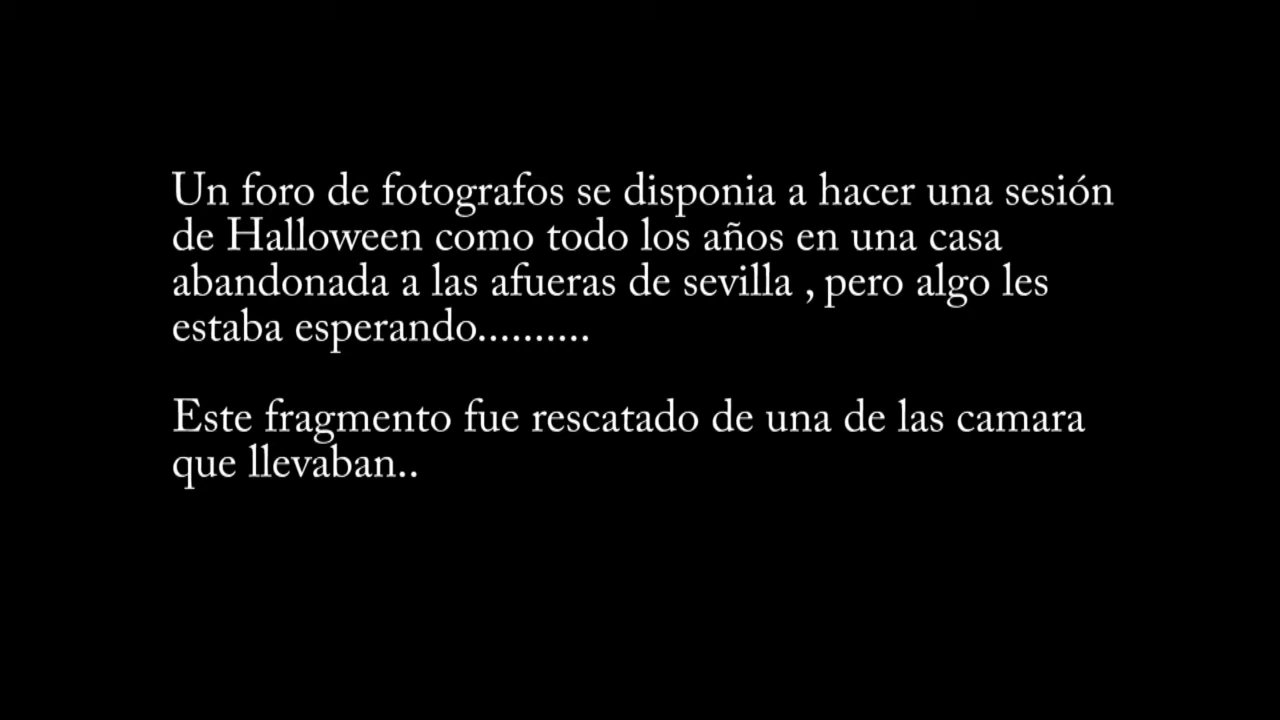 Un foro de fotografos se disponia a hacer una sesión
de Halloween como todo los años en una casa
abandonada a las afueras de sevilla , pero algo les
estaba esperando..........
Este fragmento fue rescatado de una de las camara
que llevaban..